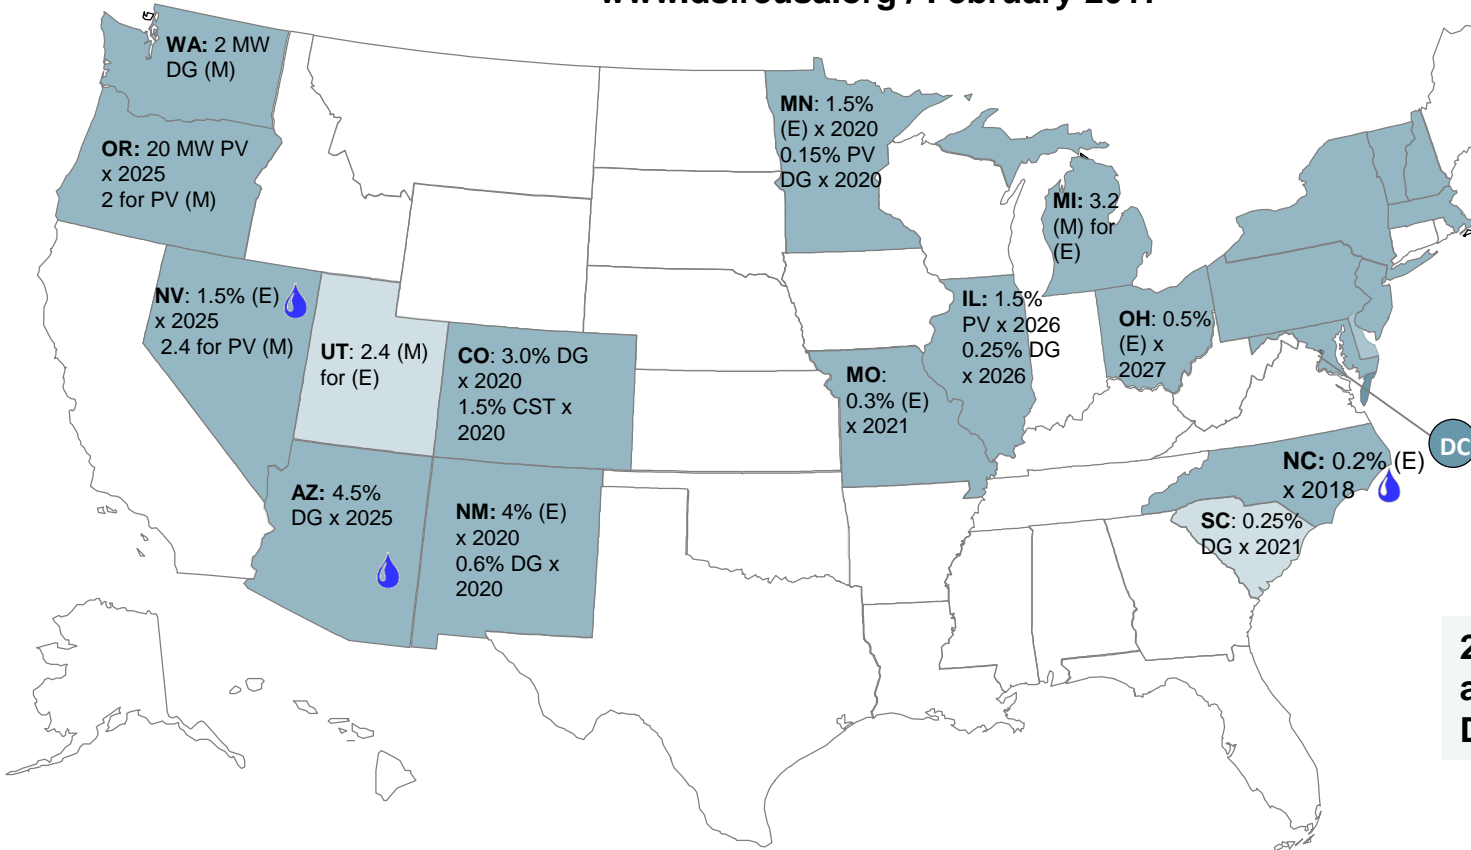 WA: 2 MW
DG (M)
OR: 20 MW PV
x 2025
2 for PV (M)
NV: 1.5% (E)
x 2025
2.4 for PV (M)
UT: 2.4 (M)
for (E)
CO: 3.0% DG
x 2020
1.5% CST x
2020
AZ: 4.5%
DG x 2025
NM: 4% (E)
x 2020
0.6% DG x
2020
MN: 1.5%
(E) x 2020
0.15% PV
DG x 2020
MI: 3.2
(M) for
(E)
IL: 1.5%
PV x 2026
0.25% DG
x 2026
MO:
0.3% (E)
x 2021
OH: 0.5%
(E) x
2027
DC
NC: 0.2% (E)
x 2018
SC: 0.25%
DG x 2021